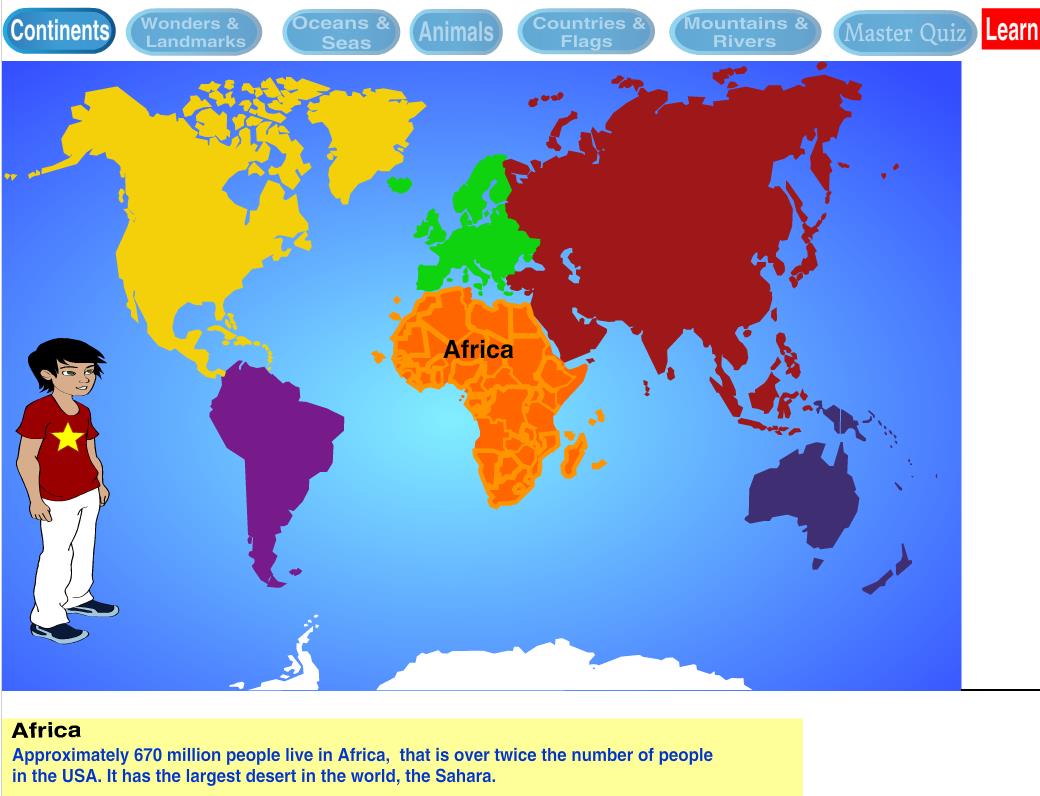 Continents
Wonders &
Landmarks
Oceans &
Seas
Animals
Countries &
Flags
Mountains &
Rivers
Master Quiz
Learn
Africa
Africa
Approximately 670 million people live in Africa,  that is over twice the number of people
in the USA. It has the largest desert in the world, the Sahara.